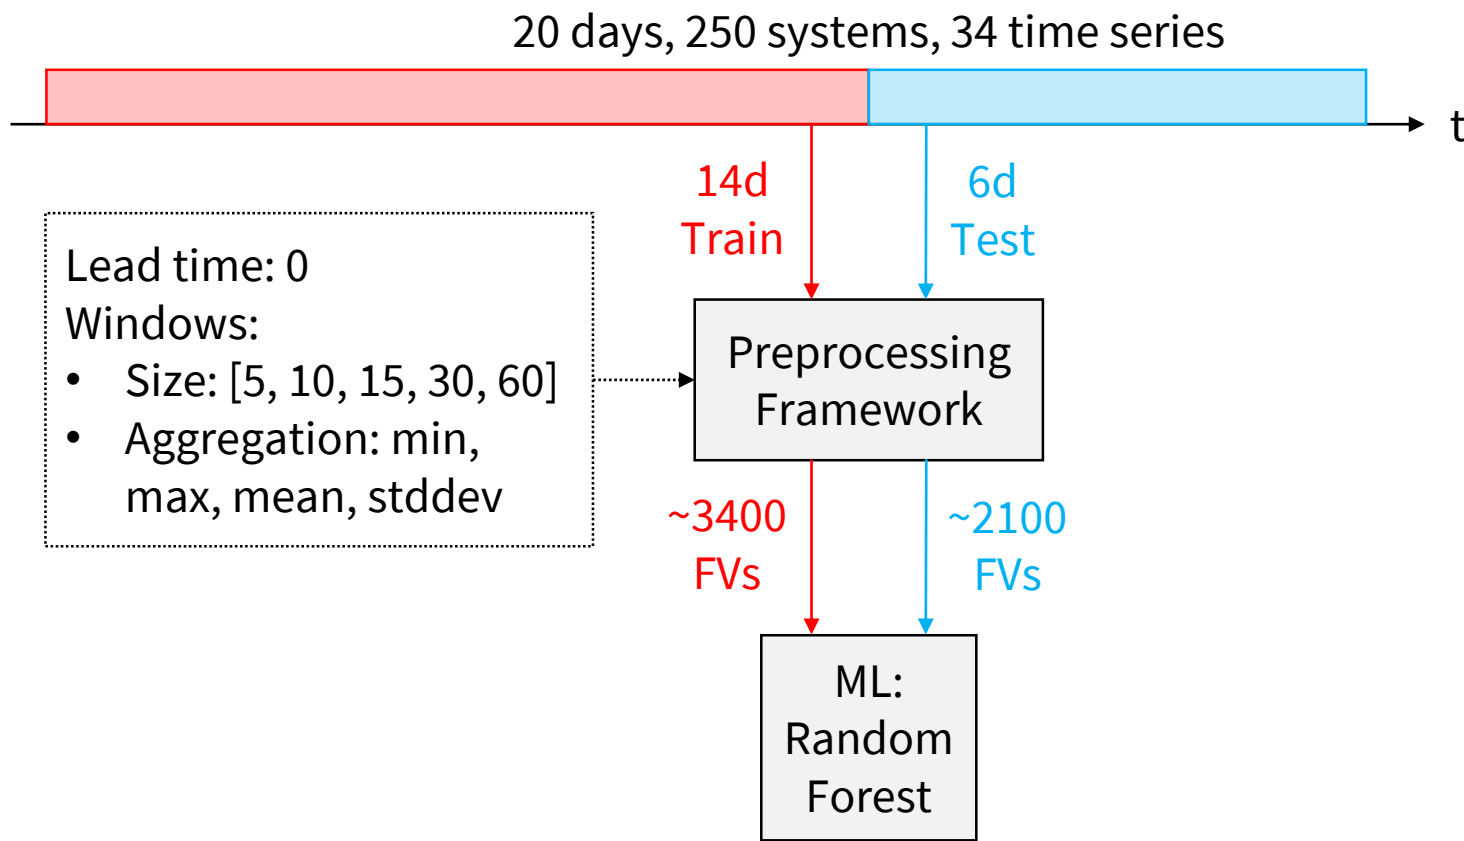 20 days, 250 systems, 34 time series
t
14d
Train
6d
Test
Lead time: 0
Windows:
• Size: [5, 10, 15, 30, 60]
• Aggregation: min,
max, mean, stddev
Preprocessing
Framework
~3400
FVs
~2100
FVs
ML:
Random
Forest